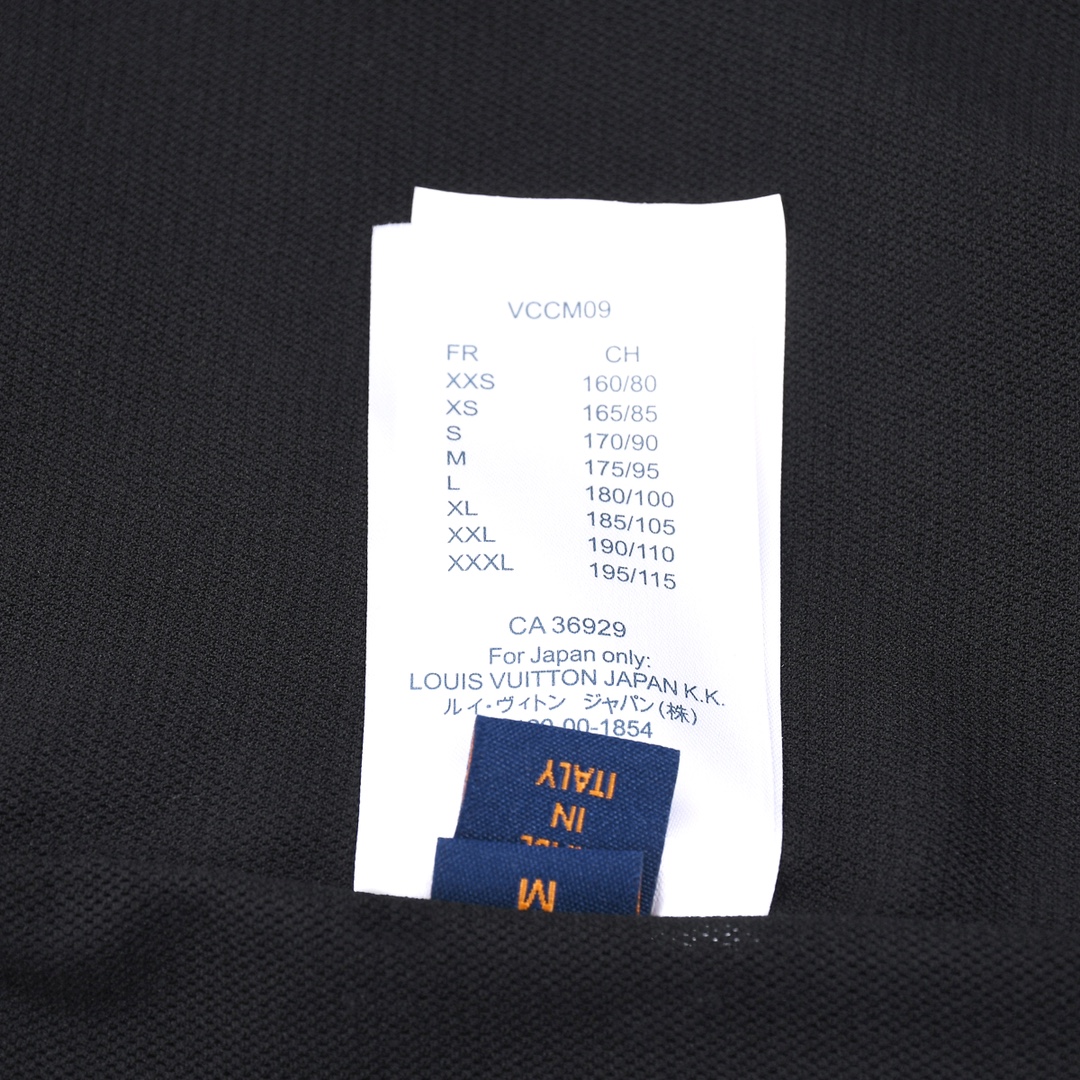 VCCM09
FR CH
XXS 160/80
XS 165/85
S 170/90
M 175/95
L 180/100
XL 185/105
XXL 190/110
XXXL 195/115
CA 36929
For Japan only:
LOUIS VUITTON JAPAN K.K.
ルイ・ヴィトン ジャパン(株)
00-1854
IN
ITALY
M